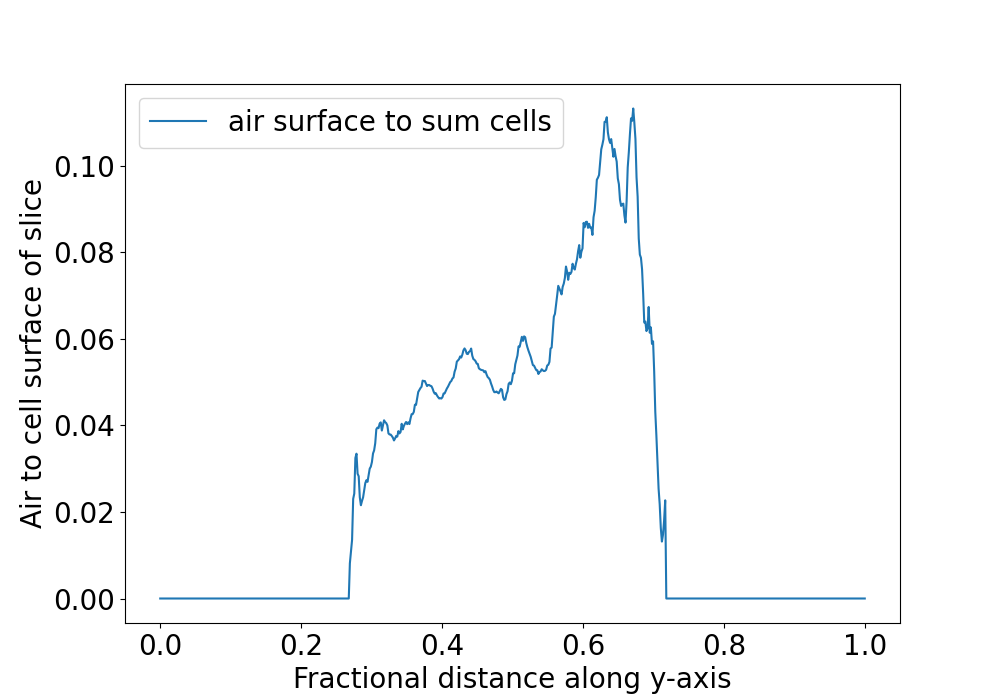 air surface to sum cells
Air to cell surface of slice
0.10
0.08
0.06
0.04
0.02
0.00
0.0 0.2 0.4 0.6 0.8 1.0
Fractional distance along y-axis